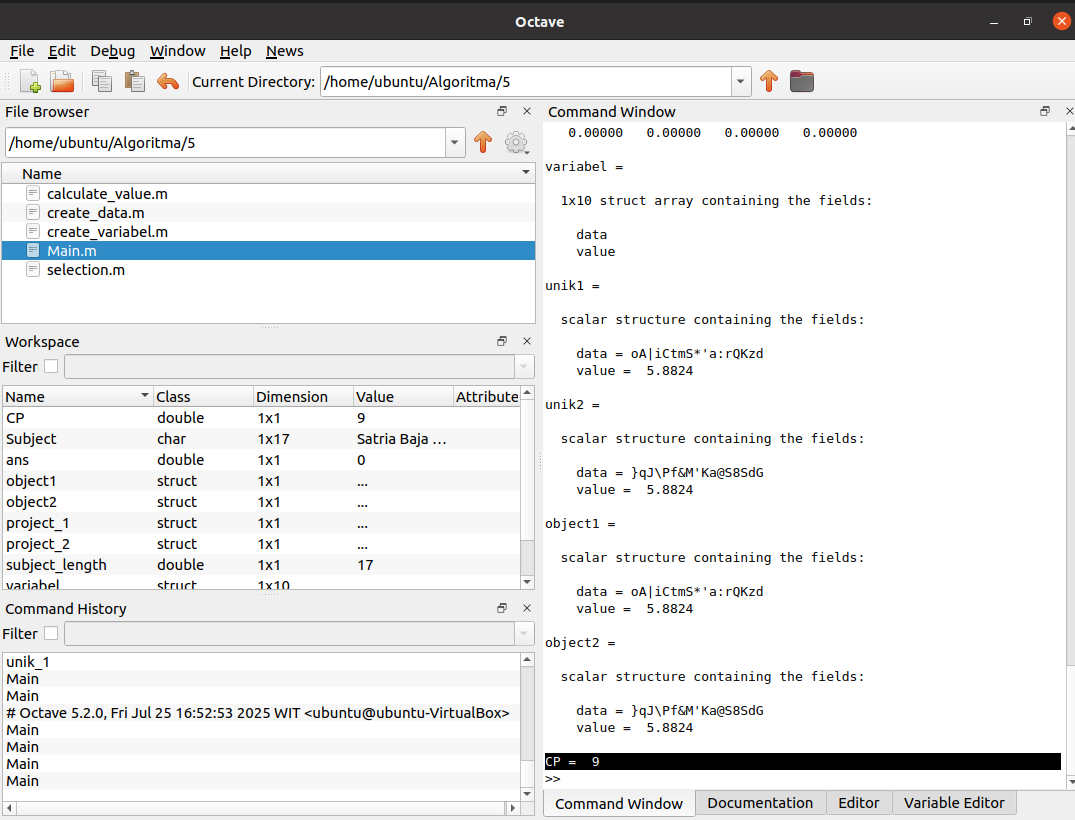 Octave
File Edit Debug Window Help News
Current Directory: /home/ubuntu/Algoritma/5
File Browser
/home/ubuntu/Algoritma/5
Name
calculate_value.m
create_data.m
create_variabel.m
Main.m
selection.m
Workspace
Filter
Name Class Dimension Value Attribute
CP double 1x1 9
Subject char 1x17 Satria Baja ...
ans double 1x1 0
object1 struct 1x1 ...
object2 struct 1x1 ...
project_1 struct 1x1 ...
project_2 struct 1x1 ...
subject_length double 1x1 17
variabel struct 1x10
Command History
Filter
unik_1
Main
Main
# Octave 5.2.0, Fri Jul 25 16:52:53 2025 WIT <ubuntu@ubuntu-VirtualBox>
Main
Main
Main
Main
Command Window
0.00000 0.00000 0.00000 0.00000
variabel =
1x10 struct array containing the fields:
data
value
unik1 =
scalar structure containing the fields:
data = oA|iCtmS*'a:rQKzd
value = 5.8824
unik2 =
scalar structure containing the fields:
data = }qJ\Pf&M'Ka@S8SdG
value = 5.8824
object1 =
scalar structure containing the fields:
data = oA|iCtmS*'a:rQKzd
value = 5.8824
object2 =
scalar structure containing the fields:
data = }qJ\Pf&M'Ka@S8SdG
value = 5.8824
CP = 9
>>
Command Window Documentation Editor Variable Editor